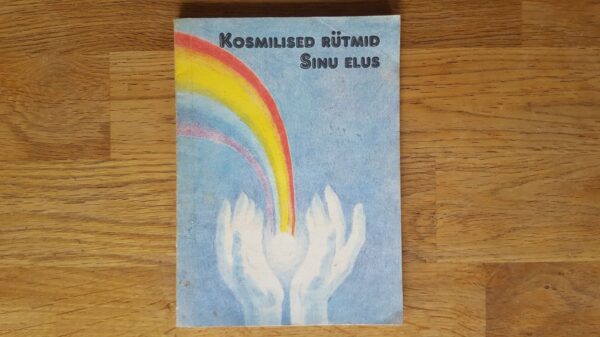 Kosmilised rütmid
Sinu elus